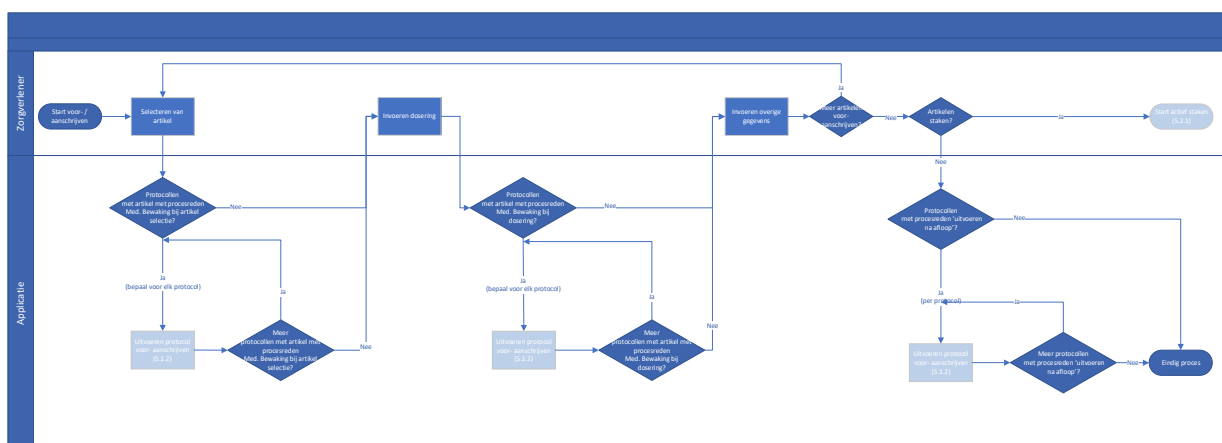 Zorgverlener
Start voor- /
aanschrijven
Selecteren van
artikel
Invoeren dosering
Invoeren overige
gegevens
Ja
Meer artikelen
voor-
aanschrijven?
Nee
Artikelen
staken?
Ja
Start actief staken
(5.2.1)
Nee
Applicatie
Protocollen
met artikel met procesreden
Med. Bewaking bij artikel
selectie?
Nee
Ja
(bepaal voor elk protocol)
Ja
Uitvoeren protocol
voor- aanschrijven
(5.1.2)
Meer
protocollen met artikel met
procesreden
Med. Bewaking bij artikel
selectie?
Nee
Protocollen
met artikel met procesreden
Med. Bewaking bij
dosering?
Nee
Ja
(bepaal voor elk protocol)
Ja
Uitvoeren protocol
voor- aanschrijven
(5.1.2)
Meer
protocollen met artikel met
procesreden
Med. Bewaking bij
dosering?
Nee
Protocollen
met procesreden ‘uitvoeren
na afloop’?
Nee
Ja
(per protocol)
Ja
Uitvoeren protocol
voor- aanschrijven
(5.1.2)
Meer protocollen
met procesreden ‘uitvoeren
na afloop’?
Nee
Eindig proces